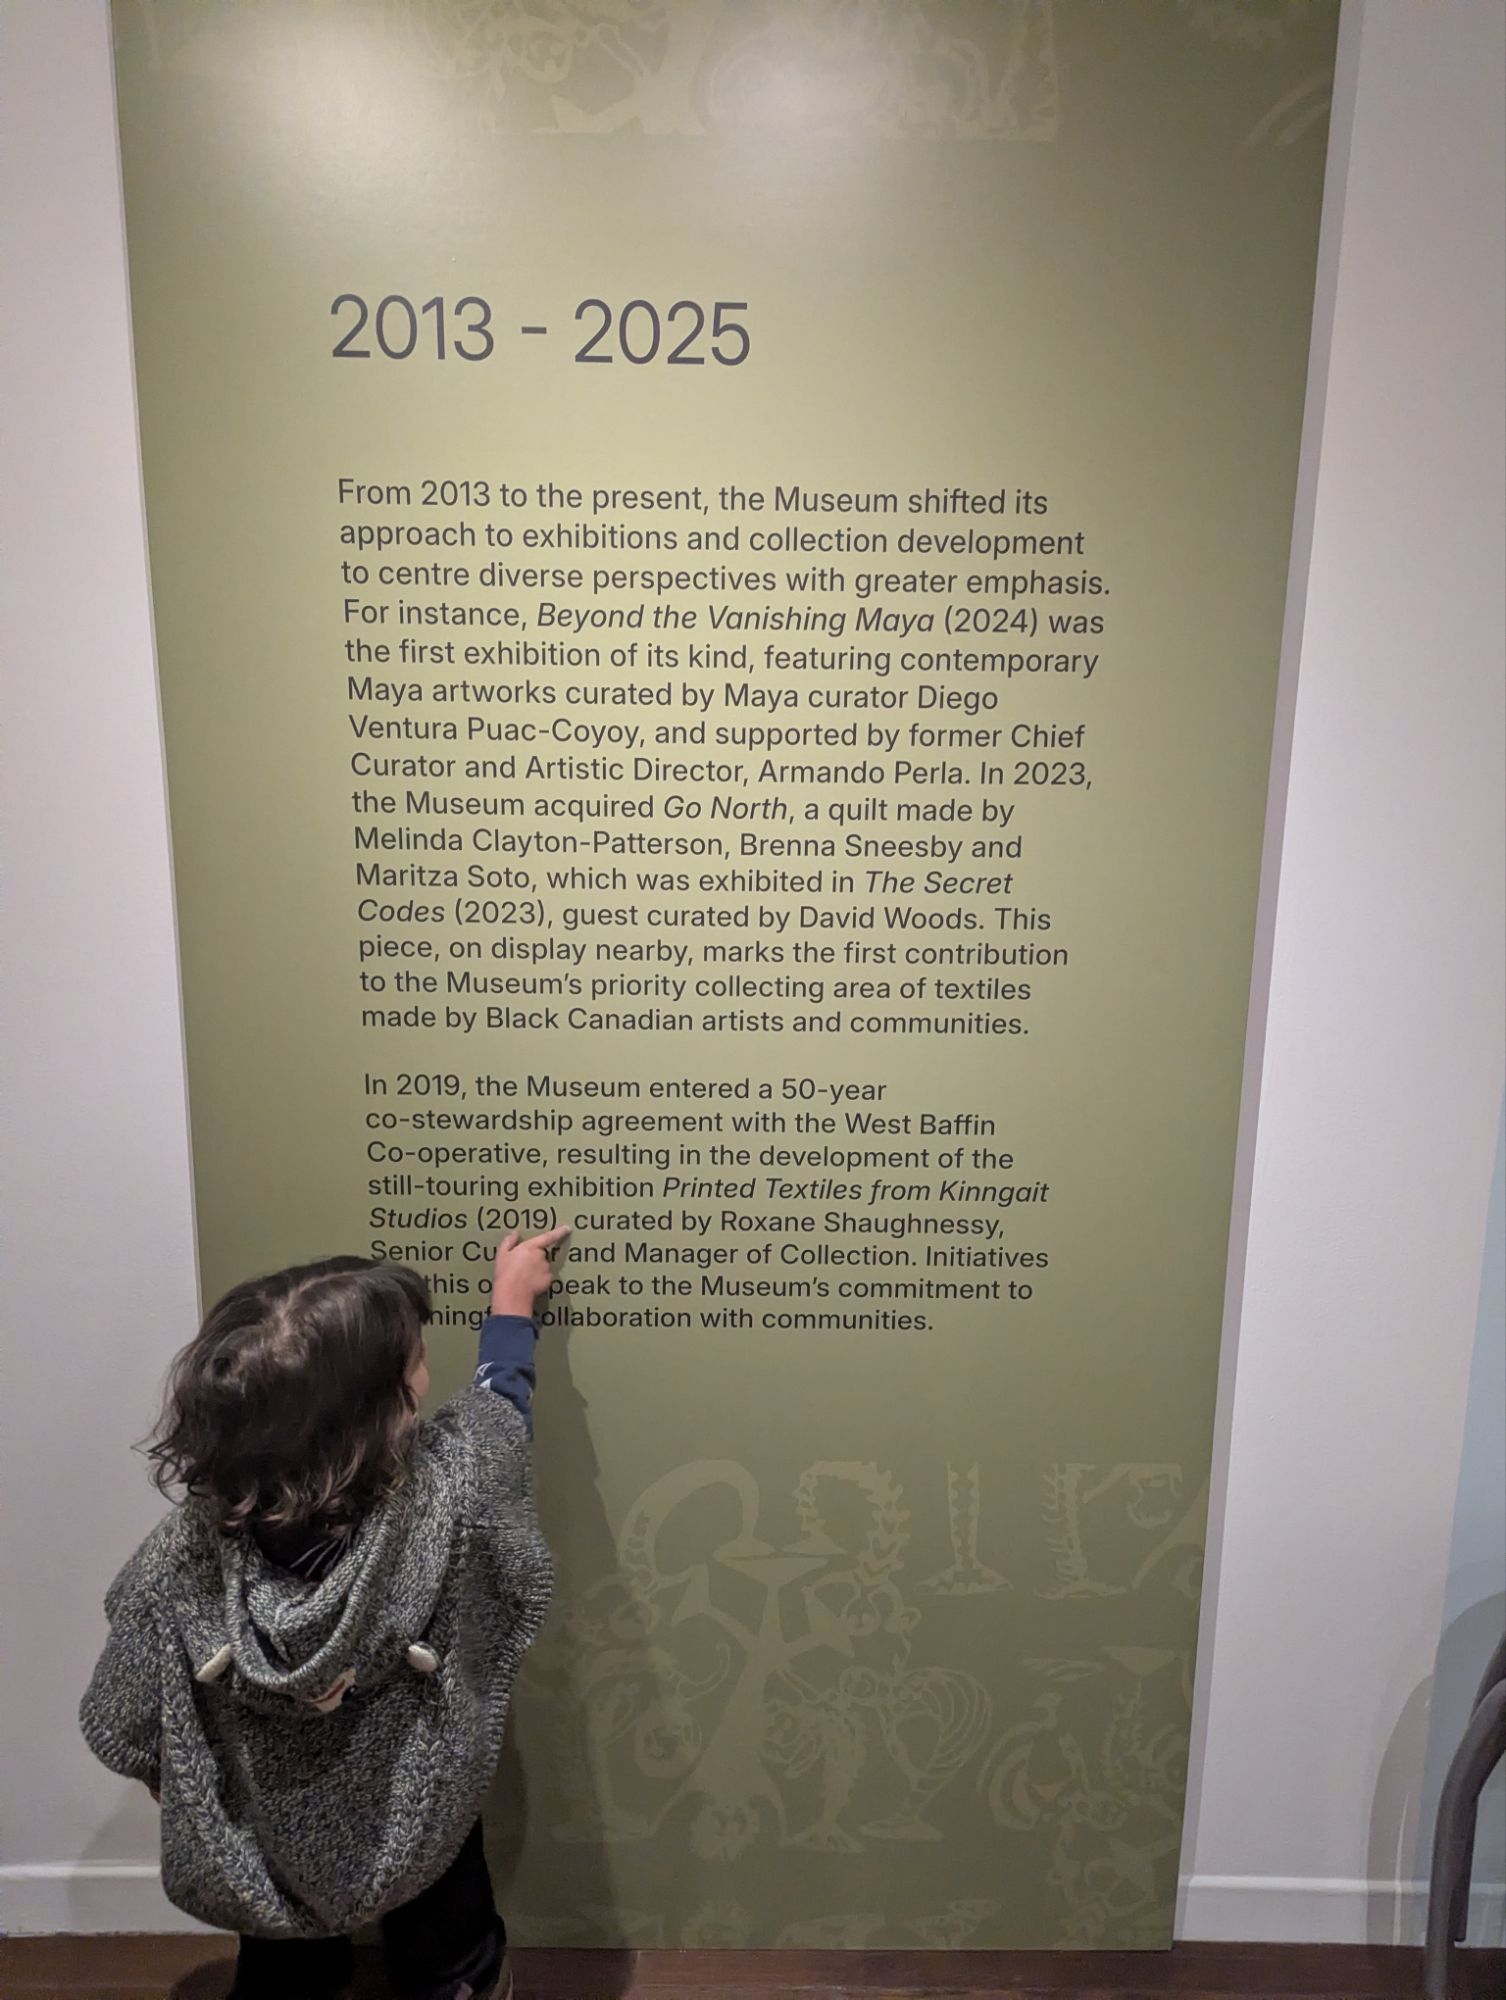 2013 - 2025
From 2013 to the present, the Museum shifted its
approach to exhibitions and collection development
to centre diverse perspectives with greater emphasis.
For instance, Beyond the Vanishing Maya (2024) was
the first exhibition of its kind, featuring contemporary
Maya artworks curated by Maya curator Diego
Ventura Puac-Coyoy, and supported by former Chief
Curator and Artistic Director, Armando Perla. In 2023,
the Museum acquired Go North, a quilt made by
Melinda Clayton-Patterson, Brenna Sneesby and
Maritza Soto, which was exhibited in The Secret
Codes (2023), guest curated by David Woods. This
piece, on display nearby, marks the first contribution
to the Museum's priority collecting area of textiles
made by Black Canadian artists and communities.
In 2019, the Museum entered a 50-year
co-stewardship agreement with the West Baffin
Co-operative, resulting in the development of the
still-touring exhibition Printed Textiles from Kinngait
Studios (2019), curated by Roxane Shaughnessy,
Senior and Manager of Collection. Initiatives
this to the Museum's commitment to
with communities.